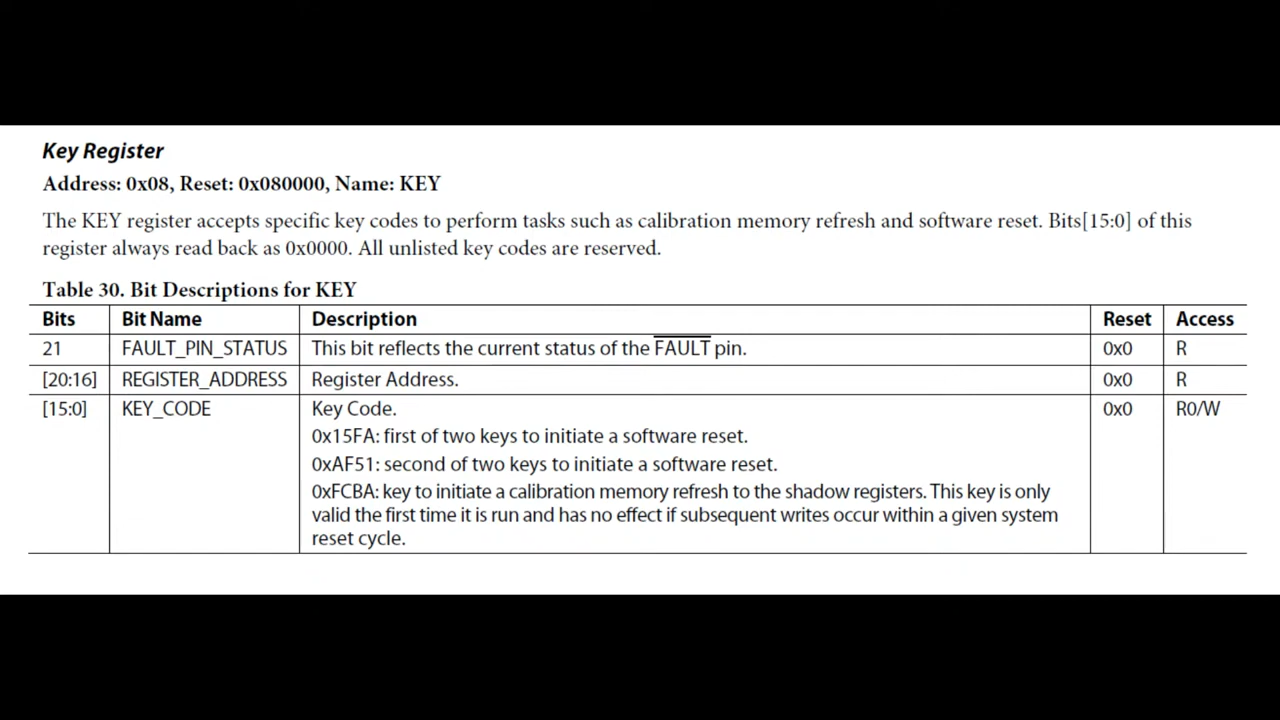 Key Register
Address: 0x08, Reset: 0x080000, Name: KEY
The KEY register accepts specific key codes to perform tasks such as calibration memory refresh and software reset. Bits[15:0] of this
register always read back as 0x0000. All unlisted key codes are reserved.
Table 30. Bit Descriptions for KEY
Bits Bit Name Description Reset Access
21 FAULT_PIN_STATUS This bit reflects the current status of the FAULT pin. 0x0 R
[20:16] REGISTER_ADDRESS Register Address. 0x0 R
[15:0] KEY_CODE Key Code. 0x0 R0/W
0x15FA: first of two keys to initiate a software reset.
0xAF51: second of two keys to initiate a software reset.
0xFCBA: key to initiate a calibration memory refresh to the shadow registers. This key is only
valid the first time it is run and has no effect if subsequent writes occur within a given system
reset cycle.